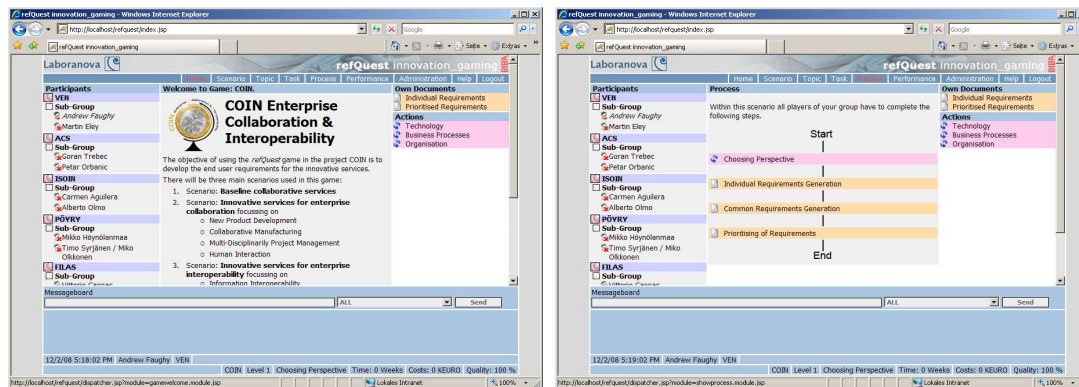 refQuest innovation_gaming - Windows Internet Explorer
http://localhost/refquest/index.jsp
Google
refQuest innovation_gaming
Seite
Extras
Laboranova
refQuest innovation_gaming
Home Scenario Topic Task Process Performance Administration Help Logout
Participants
VEN
Sub-Group
Andrew Faughy
Martin Eley
ACS
Sub-Group
Goran Trebec
Petar Orbanic
ISOIN
Sub-Group
Carmen Aguilera
Alberto Olmo
PÖYRY
Sub-Group
Mikko Höynölanmaa
Timo Syrjänen / Miko
Olkkonen
FILAS
Sub-Group
Welcome to Game: COIN.
COIN Enterprise
Collaboration &
Interoperability
The objective of using the refQuest game in the project COIN is to
develop the end user requirements for the innovative services.
There will be three main scenarios used in this game:
1. Scenario: Baseline collaborative services
2. Scenario: Innovative services for enterprise
collaboration focussing on
o New Product Development
o Collaborative Manufacturing
o Multi-Disciplinarily Project Management
o Human Interaction
3. Scenario: Innovative services for enterprise
interoperability focussing on
o Information Interoperability
Own Documents
Individual Requirements
Prioritised Requirements
Actions
Technology
Business Processes
Organisation
Messageboard
ALL
Send
12/2/08 5:18:02 PM Andrew Faughy VEN
COIN Level 1 Choosing Perspective Time: 0 Weeks Costs: 0 KEURO Quality: 100 %
http://localhost/refquest/dispatcher.jsp?module=gamewelcome.module.jsp
Lokales Intranet
100%
refQuest innovation_gaming - Windows Internet Explorer
http://localhost/refquest/index.jsp
Google
refQuest innovation_gaming
Seite
Extras
Laboranova
refQuest innovation_gaming
Home Scenario Topic Task Process Performance Administration Help Logout
Participants
VEN
Sub-Group
Andrew Faughy
Martin Eley
ACS
Sub-Group
Goran Trebec
Petar Orbanic
ISOIN
Sub-Group
Carmen Aguilera
Alberto Olmo
PÖYRY
Sub-Group
Mikko Höynölanmaa
Timo Syrjänen / Miko
Olkkonen
FILAS
Sub-Group
Process
Within this scenario all players of your group have to complete the
following steps.
Start
Choosing Perspective
Individual Requirements Generation
Common Requirements Generation
Prioritising of Requirements
End
Own Documents
Individual Requirements
Prioritised Requirements
Actions
Technology
Business Processes
Organisation
Messageboard
ALL
Send
12/2/08 5:19:02 PM Andrew Faughy VEN
COIN Level 1 Choosing Perspective Time: 0 Weeks Costs: 0 KEURO Quality: 100 %
http://localhost/refquest/dispatcher.jsp?module=showprocess.module.jsp
Lokales Intranet
100%